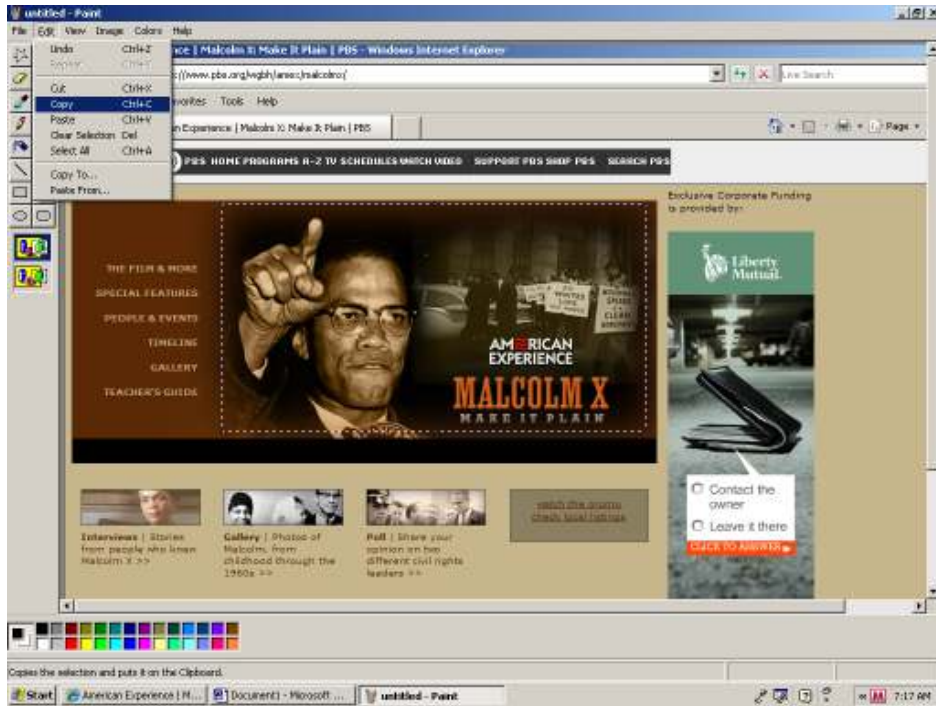 untitled - Paint
File Edit View Image Colors Help
Undo Ctrl+Z
Repeat
Cut Ctrl+X
Copy Ctrl+C
Paste Ctrl+V
Clear Selection Del
Select All Ctrl+A
Copy To...
Paste From...
nce | Malcolm X: Make It Plain | PBS - Windows Internet Explorer
://www.pbs.org/wgbh/amex/malcolmx/
Live Search
vorites Tools Help
n Experience | Malcolm X: Make It Plain | PBS
Page
PBS HOME PROGRAMS A-Z TV SCHEDULES WATCH VIDEO SUPPORT PBS SHOP PBS SEARCH PBS
Exclusive Corporate Funding
is provided by:
Liberty
Mutual.
THE FILM & MORE
SPECIAL FEATURES
PEOPLE & EVENTS
TIMELINE
GALLERY
TEACHER'S GUIDE
AMERICAN
EXPERIENCE
MALCOLM X
MAKE IT PLAIN
Contact the
owner
Leave it there
CLICK TO ANSWER
Interviews | Stories
from people who knew
Malcolm X >>
Gallery | Photos of
Malcolm, from
childhood through the
1960s >>
Poll | Share your
opinion on two
different civil rights
leaders >>
watch the promo
check local listings
Copies the selection and puts it on the Clipboard.
Start
American Experience | M...
Document1 - Microsoft ...
untitled - Paint
7:17 AM